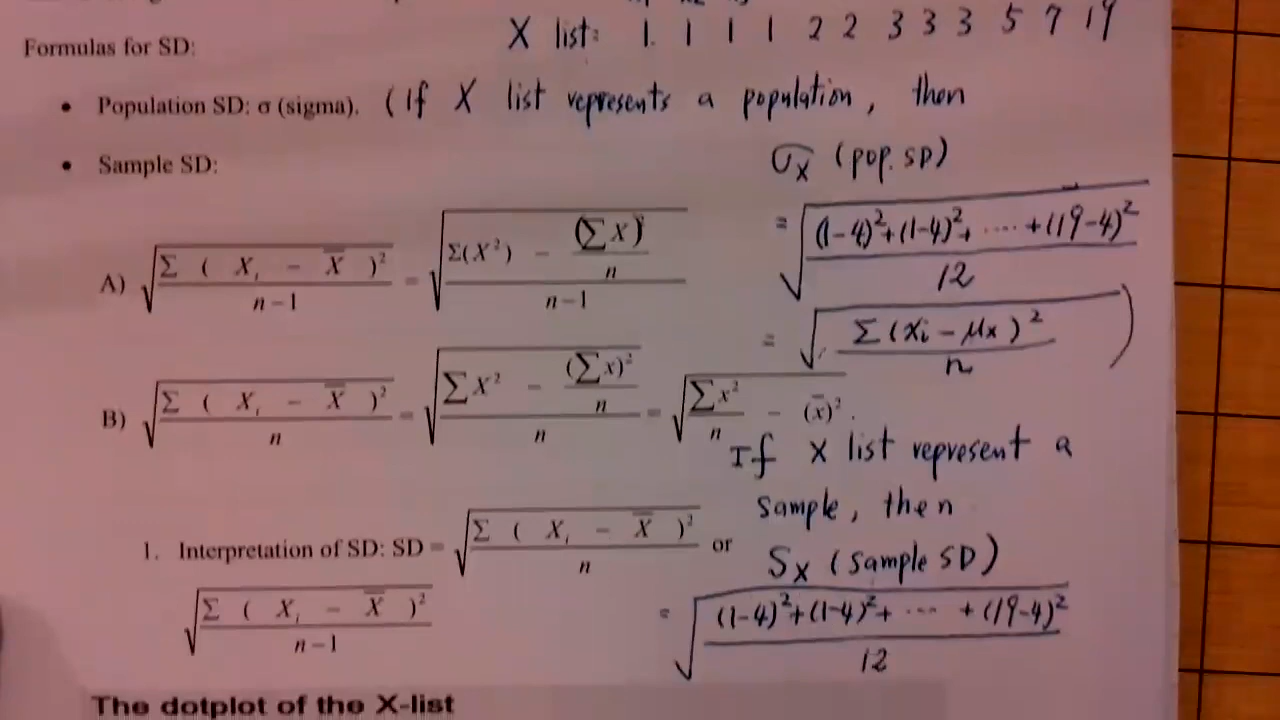 X list: 1. 1 1 1 2 2 3 3 3 5 7 19
Formulas for SD:
• Population SD: σ (sigma). (If X list represents a population, then
• Sample SD:
σx (pop. SD)
= √((1-4)²+(1-4)²+ ..... +(19-4)² / 12)
A) √(Σ ( Xᵢ − X̄ )² / n−1) = √((Σ(X²) − (ΣX)²/n) / n−1)
= √(Σ(xi − μx)² / n) )
B) √(Σ ( Xᵢ − X̄ )² / n) = √((ΣX² − (Σx)²/n) / n) = √(Σx²/n − (x̄)².
If X list represent a
sample, then
1. Interpretation of SD: SD = √(Σ ( Xᵢ − X̄ )² / n) or
Sx (sample SD)
√(Σ ( Xᵢ − X̄ )² / n−1)
= √((1-4)²+(1-4)²+ .... +(19-4)² / 12)
The dotplot of the X-list